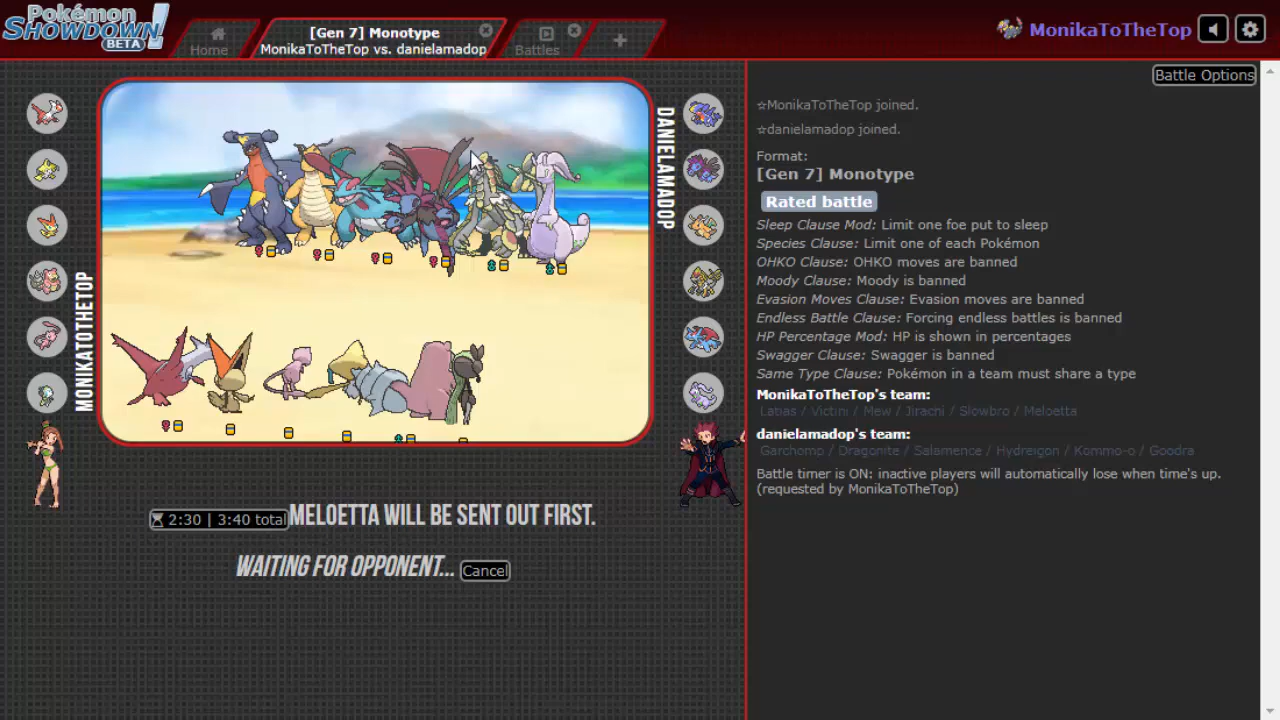 Pokémon
SHOWDOWN!
BETA
Home
[Gen 7] Monotype
MonikaToTheTop vs. danielamadop
Battles
MonikaToTheTop
Battle Options
MONIKATOTHETOP
DANIELAMADOP
2:30 | 3:40 total
MELOETTA WILL BE SENT OUT FIRST.
WAITING FOR OPPONENT...
Cancel
☆MonikaToTheTop joined.
☆danielamadop joined.
Format:
[Gen 7] Monotype
Rated battle
Sleep Clause Mod: Limit one foe put to sleep
Species Clause: Limit one of each Pokémon
OHKO Clause: OHKO moves are banned
Moody Clause: Moody is banned
Evasion Moves Clause: Evasion moves are banned
Endless Battle Clause: Forcing endless battles is banned
HP Percentage Mod: HP is shown in percentages
Swagger Clause: Swagger is banned
Same Type Clause: Pokémon in a team must share a type
MonikaToTheTop's team:
Latias / Victini / Mew / Jirachi / Slowbro / Meloetta
danielamadop's team:
Garchomp / Dragonite / Salamence / Hydreigon / Kommo-o / Goodra
Battle timer is ON: inactive players will automatically lose when time's up.
(requested by MonikaToTheTop)